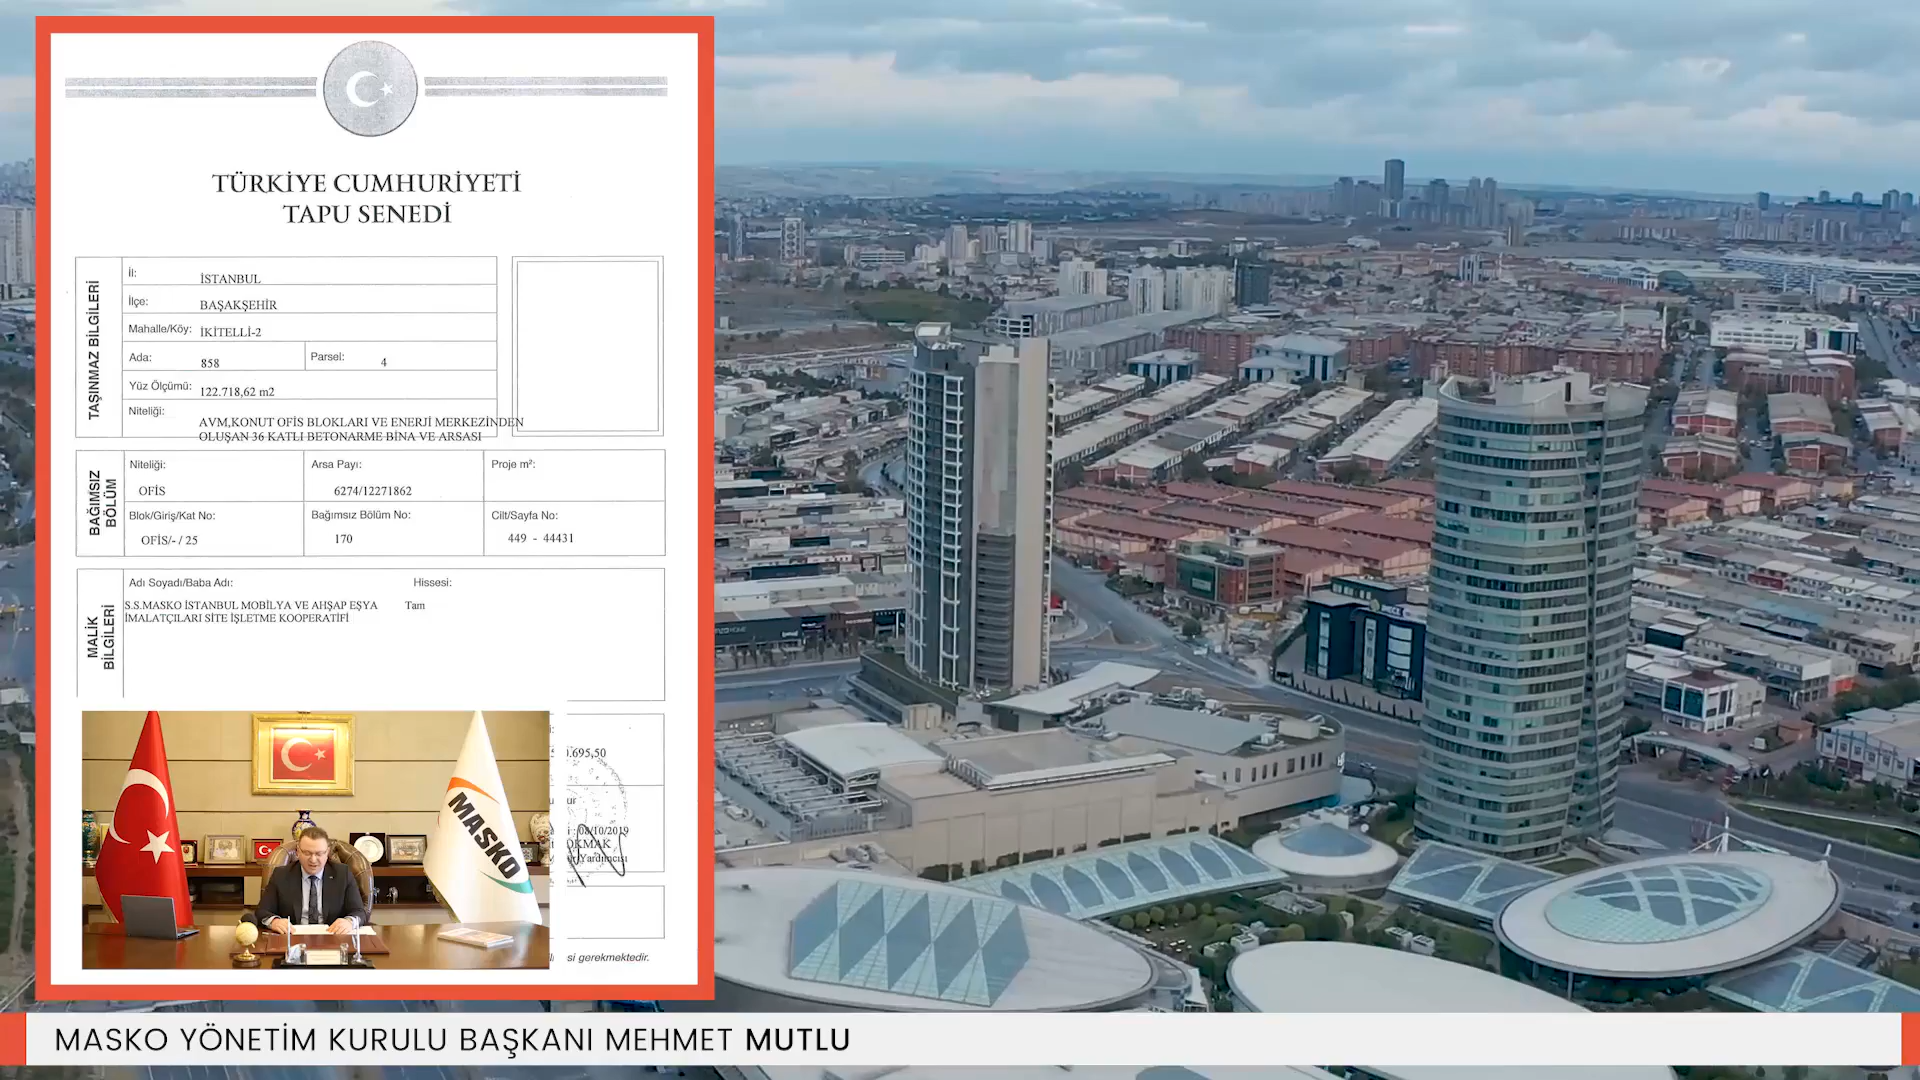 TÜRKİYE CUMHURİYETİ
TAPU SENEDİ
TAŞINMAZ BİLGİLERİ
İl: İSTANBUL
İlçe: BAŞAKŞEHİR
Mahalle/Köy: İKİTELLİ-2
Ada: 858 Parsel: 4
Yüz Ölçümü: 122.718,62 m2
Niteliği: AVM,KONUT OFİS BLOKLARI VE ENERJİ MERKEZİNDEN
OLUŞAN 36 KATLI BETONARME BİNA VE ARSASI
BAĞIMSIZ
BÖLÜM
Niteliği: Arsa Payı: Proje m²:
OFİS 6274/12271862
Blok/Giriş/Kat No: Bağımsız Bölüm No: Cilt/Sayfa No:
OFİS/- / 25 170 449 - 44431
MALİK
BİLGİLERİ
Adı Soyadı/Baba Adı: Hissesi:
S.S.MASKO İSTANBUL MOBİLYA VE AHŞAP EŞYA Tam
İMALATÇILARI SİTE İŞLETME KOOPERATİFİ
.695,50
: 08/10/2019
OKMAK
Yardımcısı
si gerekmektedir.
MASKO
MASKO YÖNETİM KURULU BAŞKANI MEHMET MUTLU